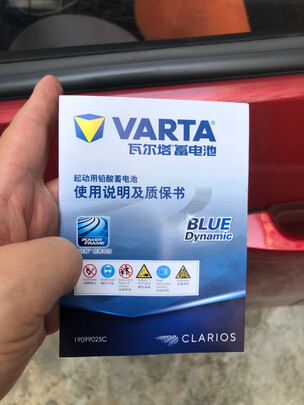 VARTA
瓦尔塔蓄电池
起动用铅酸蓄电池
使用说明及质保书
POWER
FRAME
BLUE
Dynamic
19099025C
CLARIOS